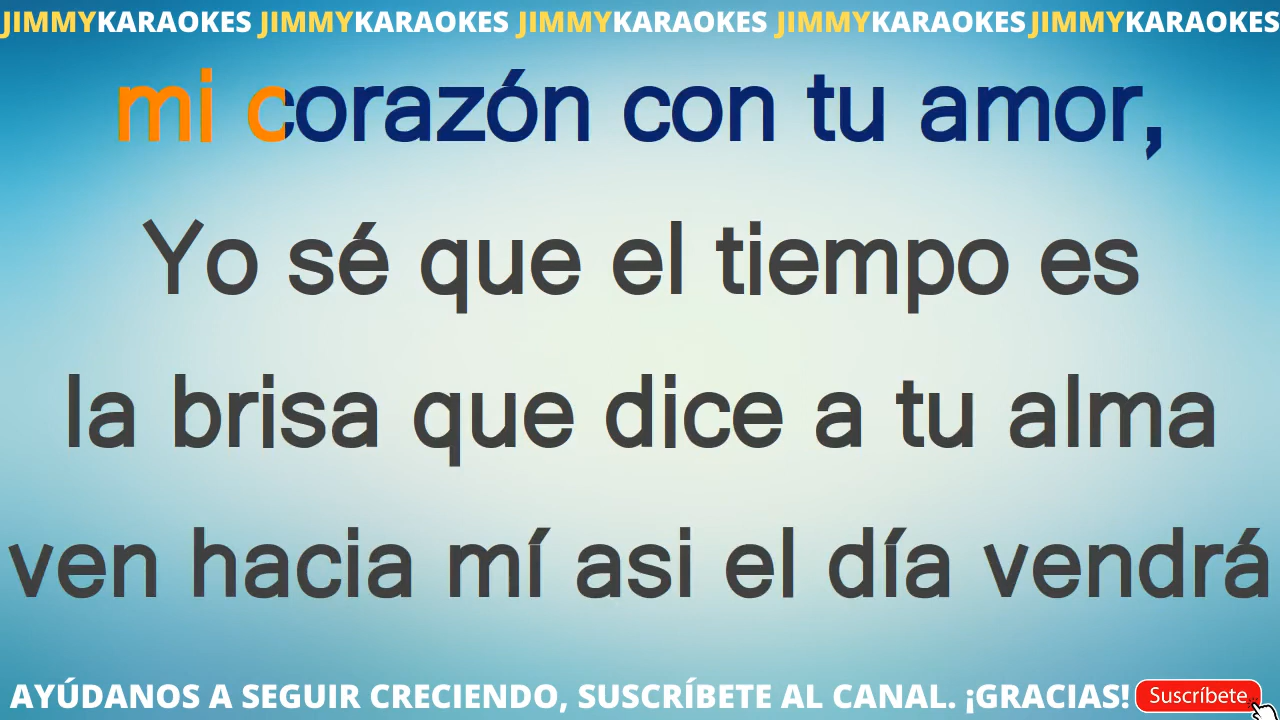 JIMMYKARAOKES JIMMYKARAOKES JIMMYKARAOKES JIMMYKARAOKES JIMMYKARAOKES
mi corazón con tu amor,
Yo sé que el tiempo es
la brisa que dice a tu alma
ven hacia mí asi el día vendrá
AYÚDANOS A SEGUIR CRECIENDO, SUSCRÍBETE AL CANAL. ¡GRACIAS! Suscríbete